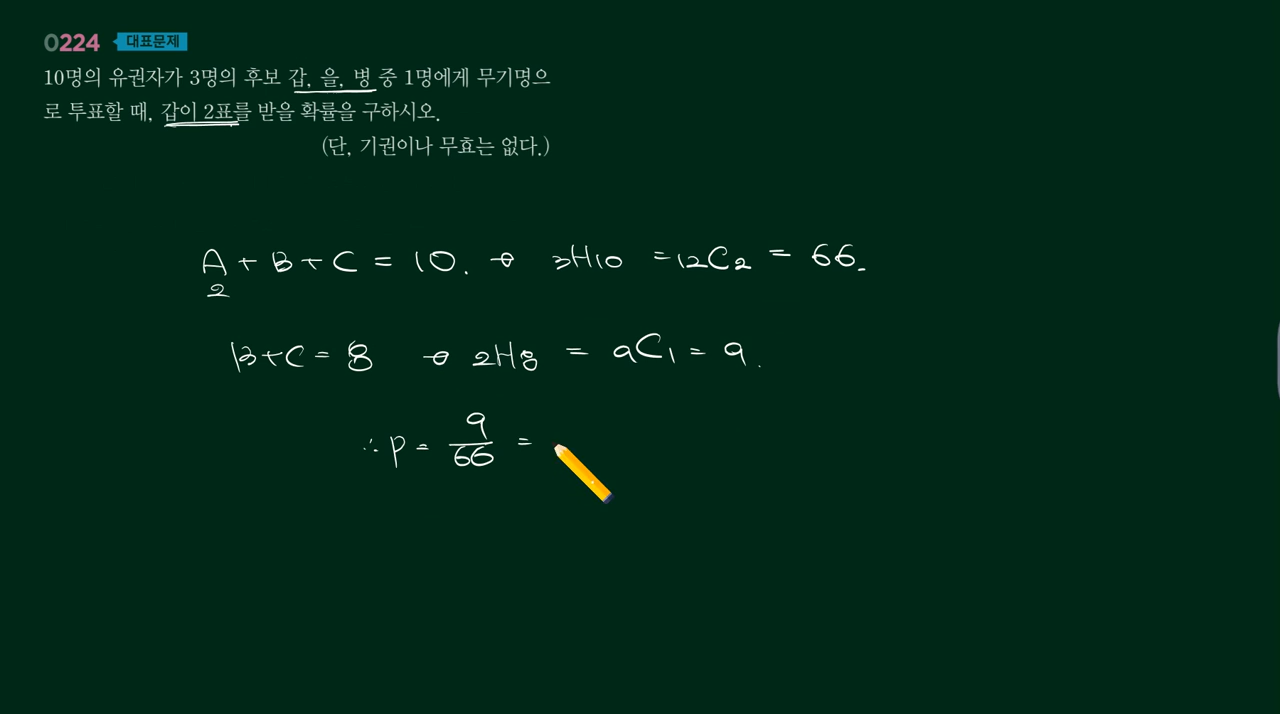 0224 대표문제
10명의 유권자가 3명의 후보 갑, 을, 병 중 1명에게 무기명으
로 투표할 때, 갑이 2표를 받을 확률을 구하시오.
(단, 기권이나 무효는 없다.)
A + B + C = 10. → 3H10 = 12C2 = 66.
2
B+C = 8 → 2H8 = 9C1 = 9.
∴ p = 9/66 =